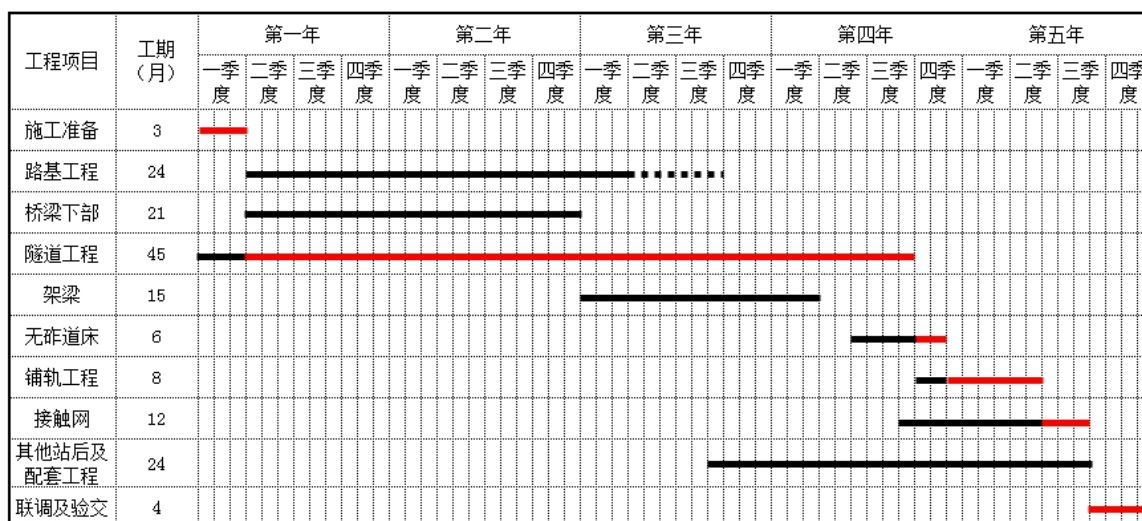 工程项目 工期（月） 第一年 第二年 第三年 第四年 第五年
一季度 二季度 三季度 四季度 一季度 二季度 三季度 四季度 一季度 二季度 三季度 四季度 一季度 二季度 三季度 四季度 一季度 二季度 三季度 四季度
施工准备 3
路基工程 24
桥梁下部 21
隧道工程 45
架梁 15
无砟道床 6
铺轨工程 8
接触网 12
其他站后及
配套工程 24
联调及验交 4